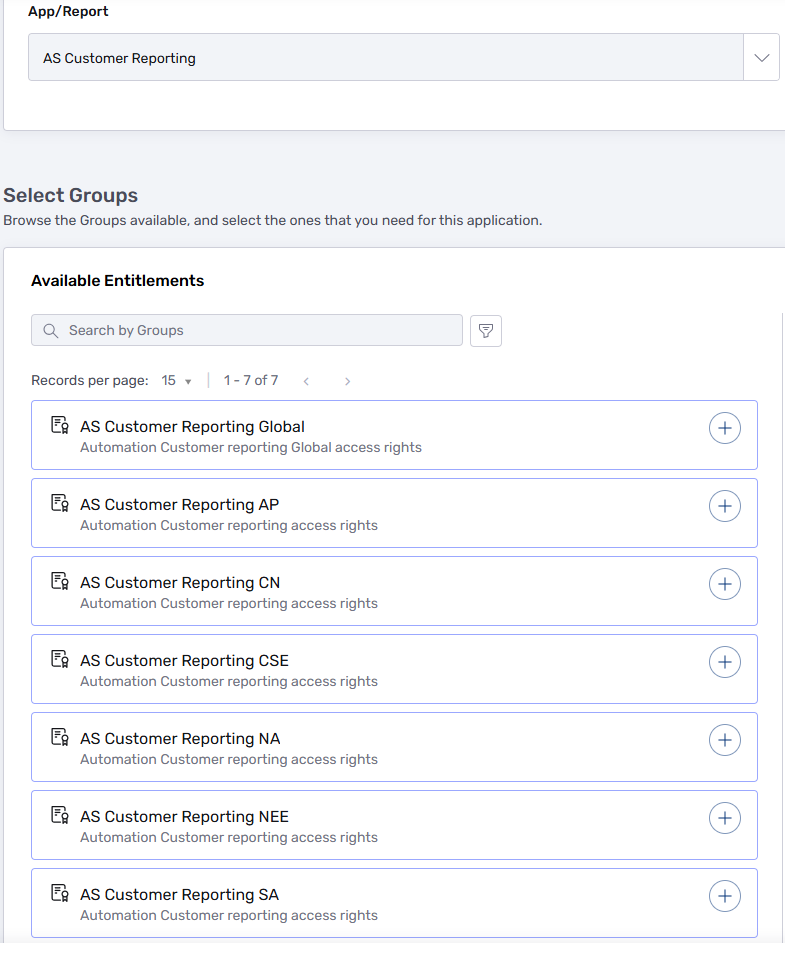 App/Report
AS Customer Reporting
Select Groups
Browse the Groups available, and select the ones that you need for this application.
Available Entitlements
Search by Groups
Records per page: 15 1 - 7 of 7
AS Customer Reporting Global
Automation Customer reporting Global access rights
AS Customer Reporting AP
Automation Customer reporting access rights
AS Customer Reporting CN
Automation Customer reporting access rights
AS Customer Reporting CSE
Automation Customer reporting access rights
AS Customer Reporting NA
Automation Customer reporting access rights
AS Customer Reporting NEE
Automation Customer reporting access rights
AS Customer Reporting SA
Automation Customer reporting access rights